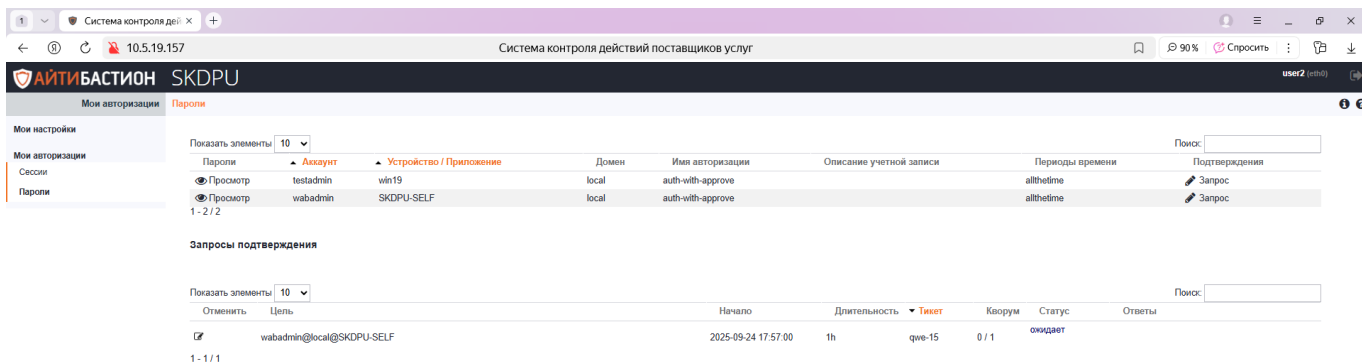 1 Система контроля дей
10.5.19.157 Система контроля действий поставщиков услуг 90 % Спросить
АЙТИБАСТИОН SKDPU user2 (eth0)
Мои авторизации Пароли
Мои настройки
Мои авторизации
Сессии
Пароли
Показать элементы 10 Поиск:
Пароли Аккаунт Устройство / Приложение Домен Имя авторизации Описание учетной записи Периоды времени Подтверждения
Просмотр testadmin win19 local auth-with-approve allthetime Запрос
Просмотр wabadmin SKDPU-SELF local auth-with-approve allthetime Запрос
1 - 2 / 2
Запросы подтверждения
Показать элементы 10 Поиск:
Отменить Цель Начало Длительность Тикет Кворум Статус Ответы
wabadmin@local@SKDPU-SELF 2025-09-24 17:57:00 1h qwe-15 0 / 1 ожидает
1 - 1 / 1